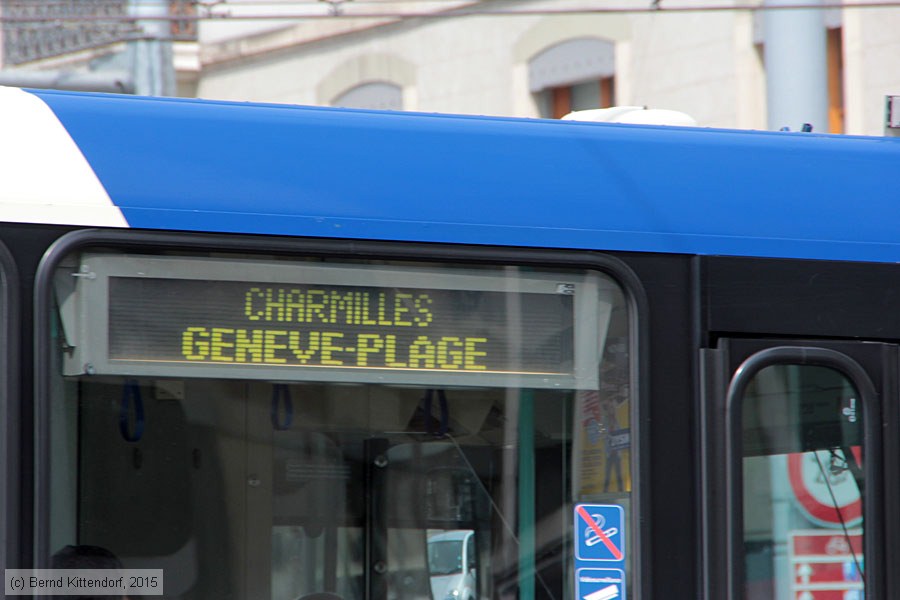 CHARMILLES
GENEVE-PLAGE
(c) Bernd Kittendorf, 2015